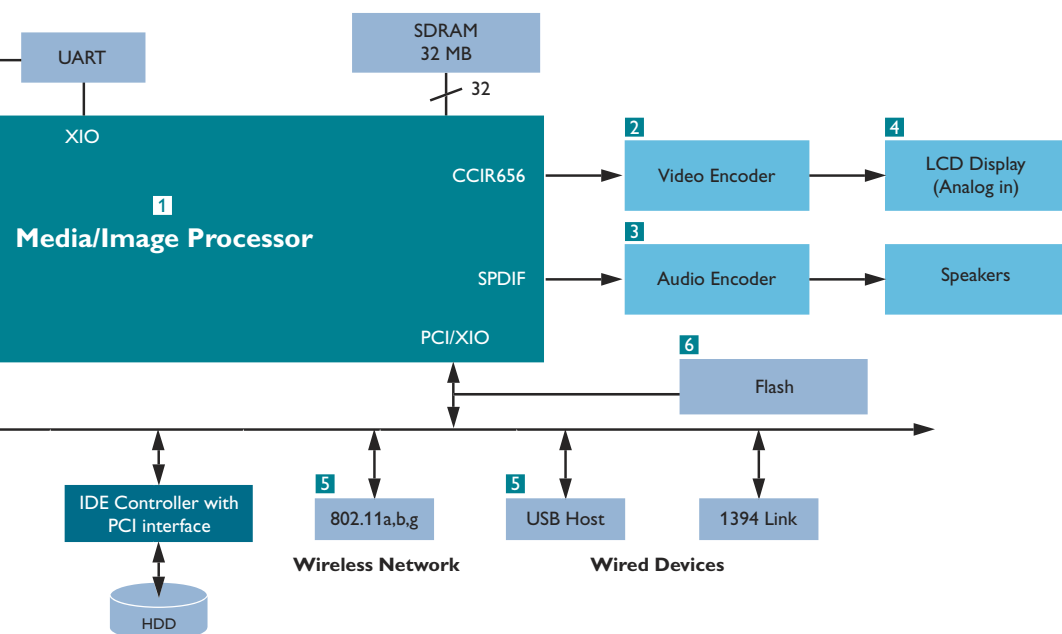 SDRAM
32 MB
UART
32
XIO
2
4
CCIR656
Video Encoder
LCD Display
(Analog in)
1
Media/Image Processor
3
SPDIF
Audio Encoder
Speakers
PCI/XIO
6
Flash
5
5
IDE Controller with
PCI interface
802.11a,b,g
USB Host
1394 Link
Wireless Network
Wired Devices
HDD